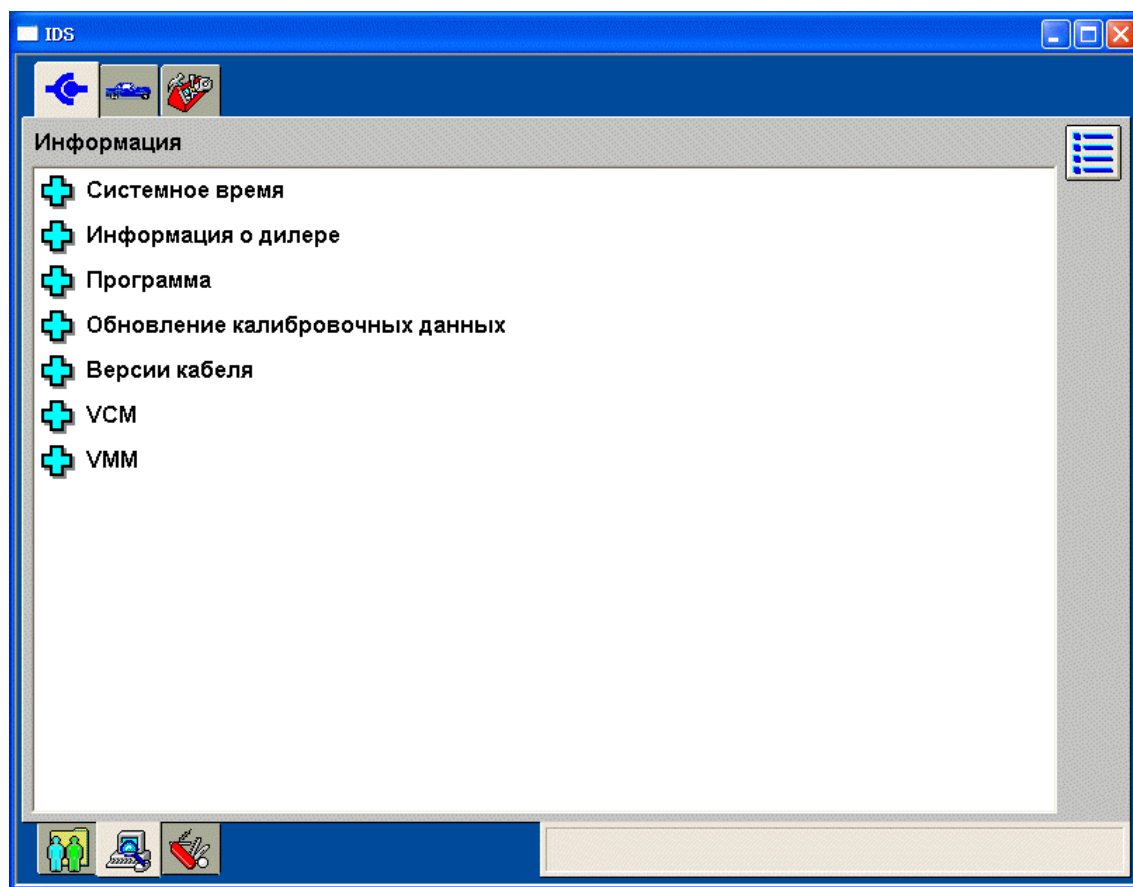 IDS
Информация
Системное время
Информация о дилере
Программа
Обновление калибровочных данных
Версии кабеля
VCM
VMM